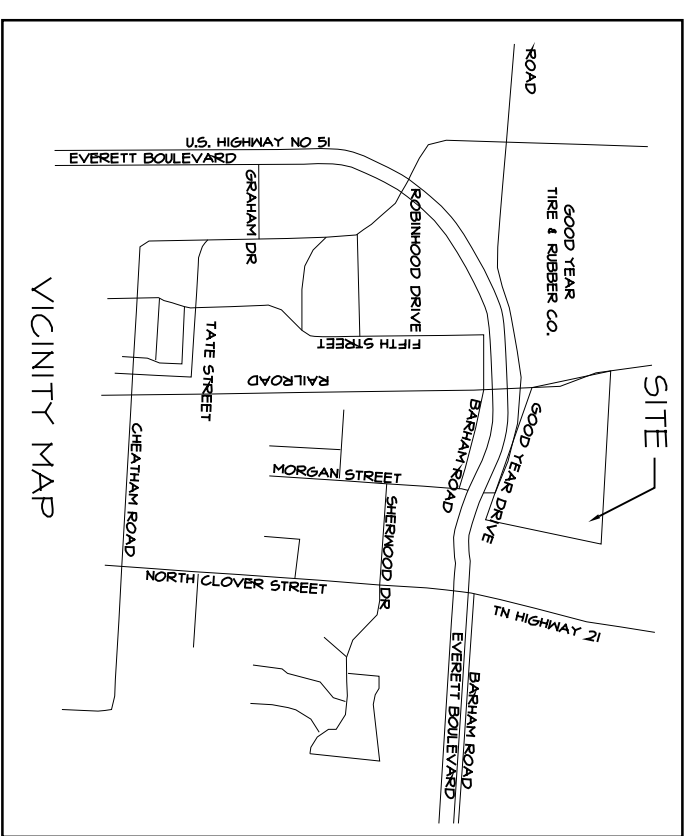 ROAD
GOOD YEAR
TIRE & RUBBER CO.
SITE
U.S. HIGHWAY NO 51
EVERETT BOULEVARD
GRAHAM DR
ROBINHOOD DRIVE
FIFTH STREET
TATE STREET
RAILROAD
GOOD YEAR DRIVE
BARHAM ROAD
MORGAN STREET
SHERWOOD DR
CHEATHAM ROAD
NORTH CLOVER STREET
TN HIGHWAY 21
BARHAM ROAD
EVERETT BOULEVARD
VICINITY MAP